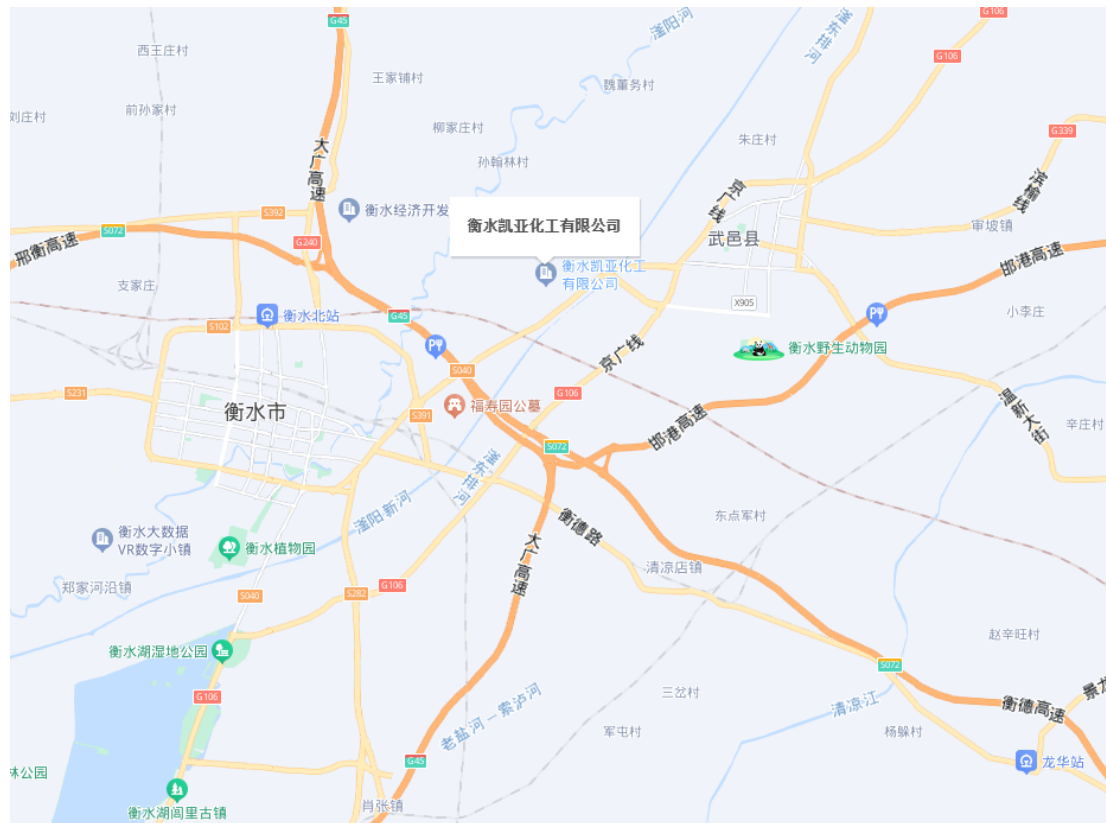 G45
滏阳河
滏东排河
G106
西王庄村
G106
王家铺村
魏董务村
前孙家村
刘庄村
柳家庄村
朱庄村
G339
大广高速
孙翰林村
京广线
滨榆线
衡水经济开发
S392
衡水凯亚化工有限公司
武邑县
审坡镇
S072
G240
邢衡高速
邯港高速
衡水凯亚化工
有限公司
支家庄
X905
衡水北站
G45
小李庄
S102
京广线
衡水野生动物园
S040
S231
G106
衡水市
S391
福寿园公墓
温新大街
邯港高速
辛庄村
S072
滏东排河
滏阳新河
东点军村
衡德路
衡水大数据
VR数字小镇
衡水植物园
大广高速
清凉店镇
郑家河沿镇
G106
S040
S282
赵辛旺村
衡水湖湿地公园
S072
G106
三岔村
清凉江
景龙
衡德高速
老盐河－索泸河
军屯村
杨躲村
G45
龙华站
林公园
肖张镇
衡水湖闾里古镇